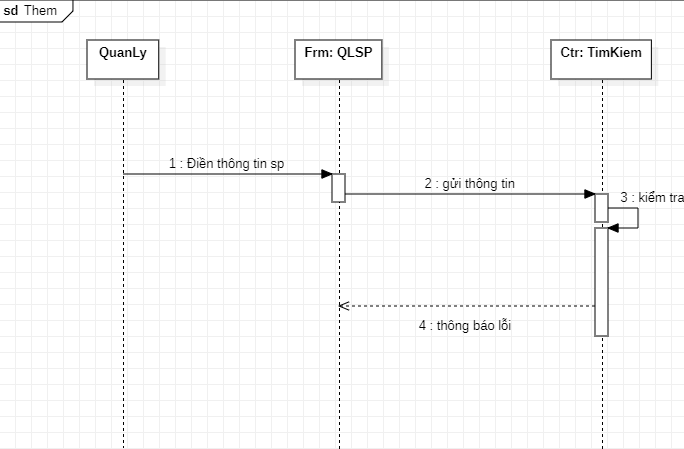 sd Them
QuanLy
Frm: QLSP
Ctr: TimKiem
1 : Điền thông tin sp
2 : gửi thông tin
3 : kiểm tra
4 : thông báo lỗi